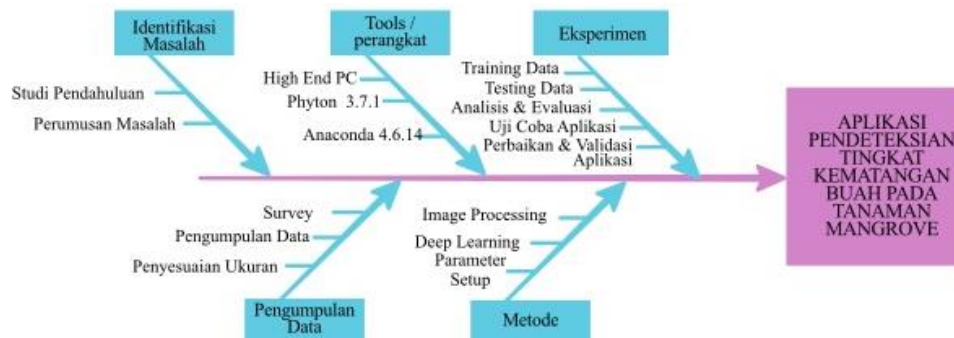 Identifikasi
Masalah
Studi Pendahuluan
Perumusan Masalah
Tools /
perangkat
High End PC
Phyton 3.7.1
Anaconda 4.6.14
Eksperimen
Training Data
Testing Data
Analisis & Evaluasi
Uji Coba Aplikasi
Perbaikan & Validasi
Aplikasi
Survey
Pengumpulan Data
Penyesuaian Ukuran
Pengumpulan
Data
Image Processing
Deep Learning
Parameter
Setup
Metode
APLIKASI
PENDETEKSIAN
TINGKAT
KEMATANGAN
BUAH PADA
TANAMAN
MANGROVE